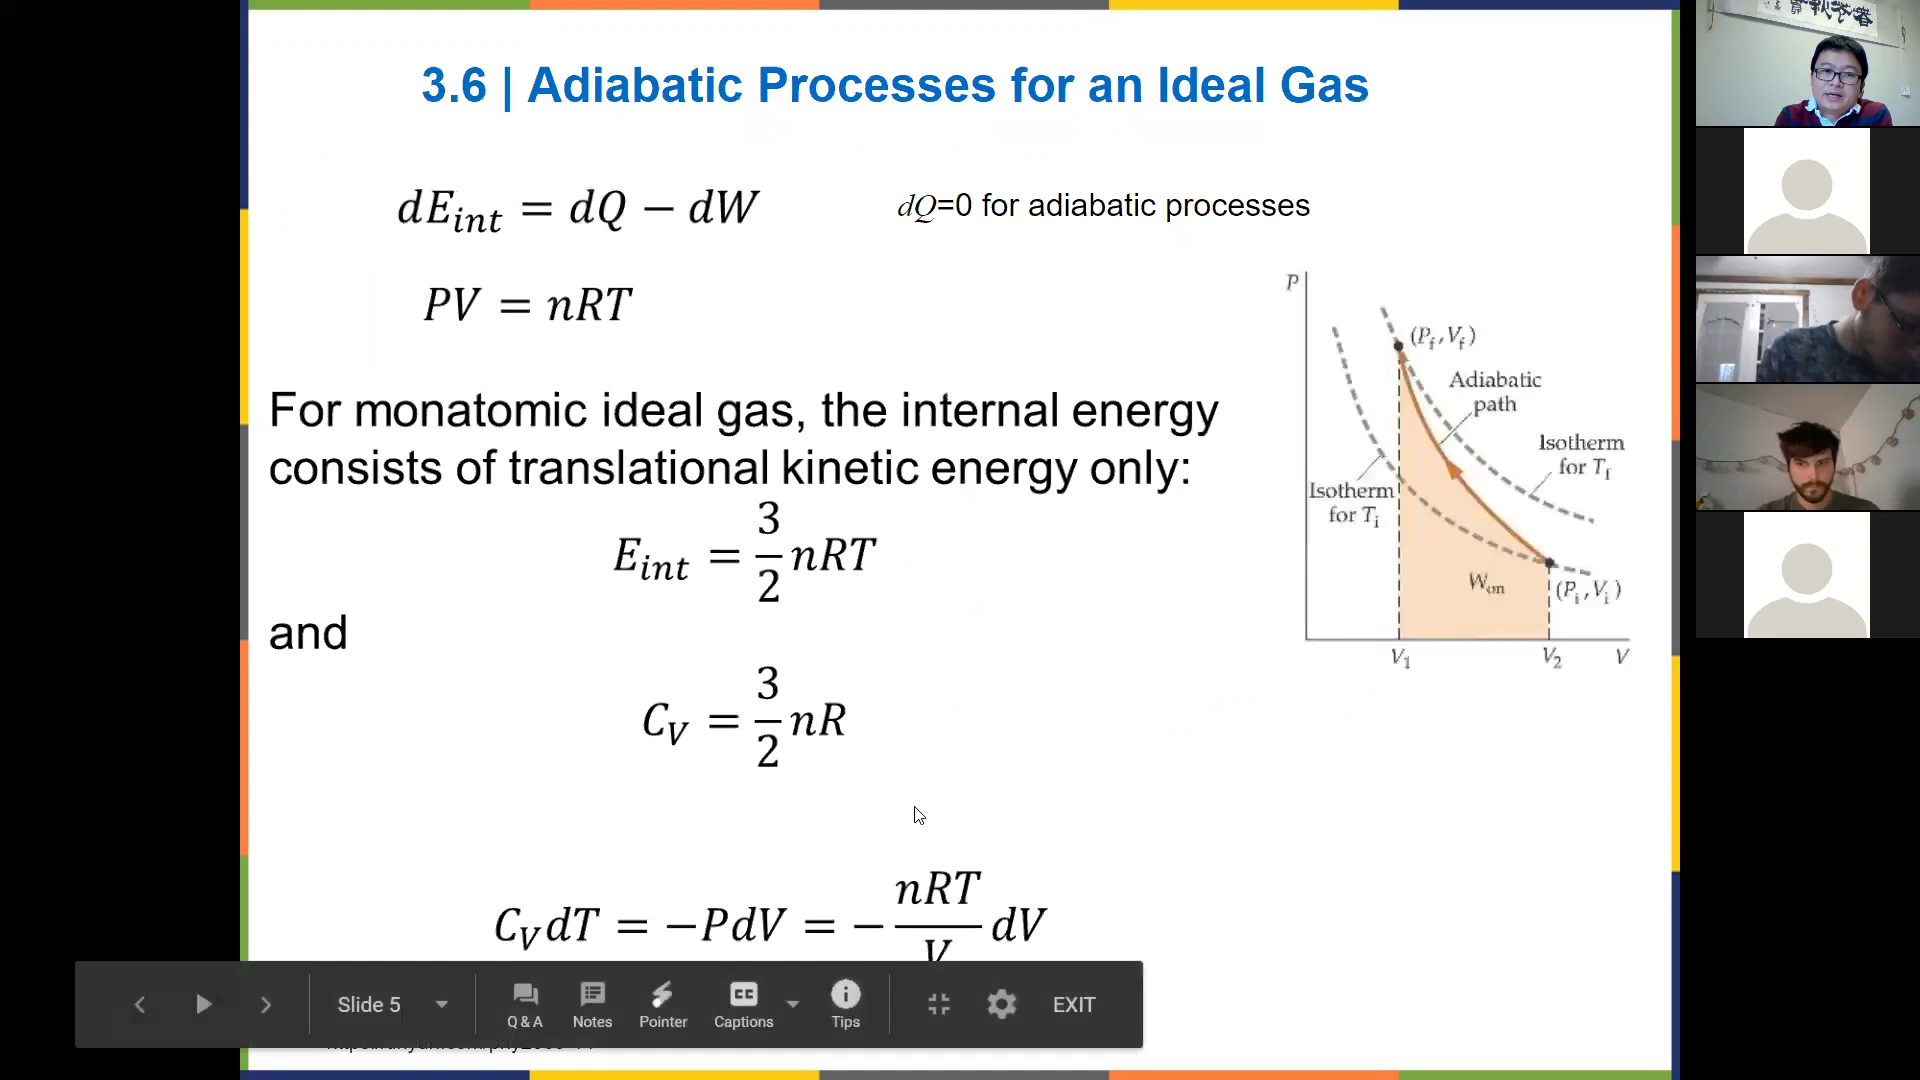 3.6 | Adiabatic Processes for an Ideal Gas
dE_int = dQ − dW
dQ=0 for adiabatic processes
PV = nRT
For monatomic ideal gas, the internal energy
consists of translational kinetic energy only:
E_int = 3/2 nRT
and
C_V = 3/2 nR
C_V dT = −PdV = − nRT/V dV
P
(P_f, V_f)
Adiabatic
path
Isotherm
for T_f
Isotherm
for T_i
W_on
(P_i, V_i)
V_1
V_2
V
Slide 5
Q & A
Notes
Pointer
CC
Captions
Tips
EXIT